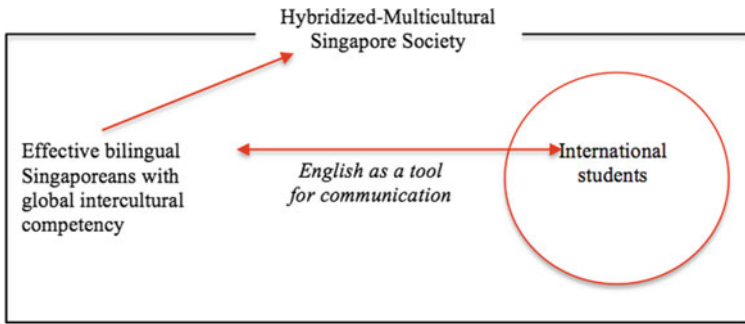 Hybridized-Multicultural
Singapore Society
Effective bilingual
Singaporeans with
global intercultural
competency
English as a tool
for communication
International
students